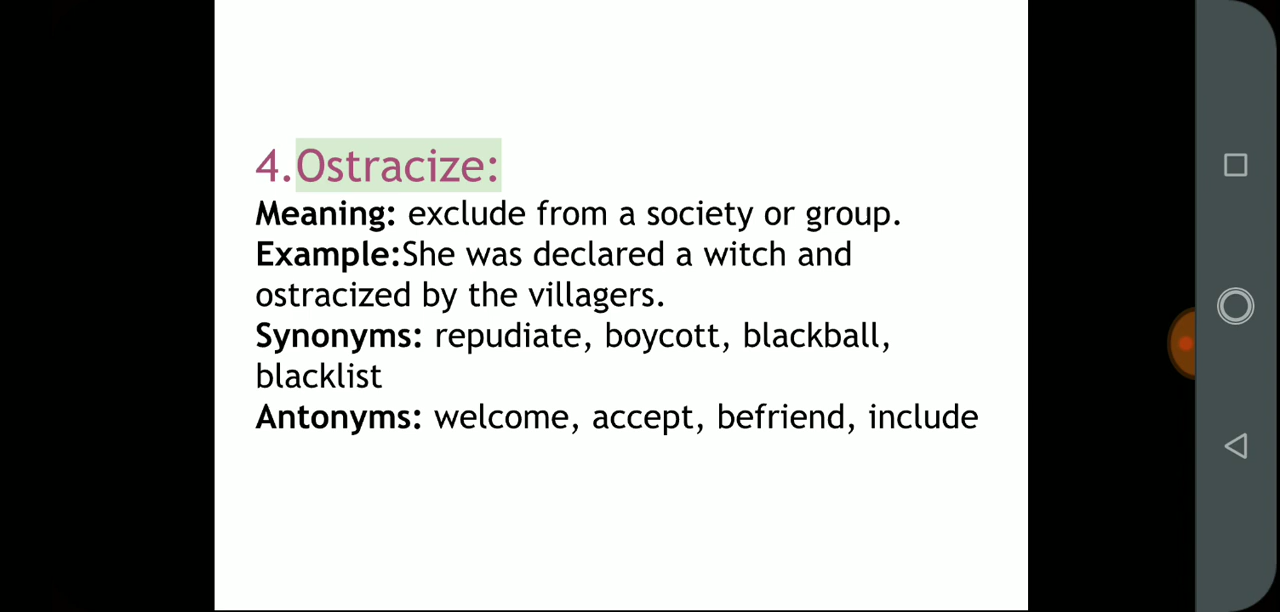 4.Ostracize:
Meaning: exclude from a society or group.
Example:She was declared a witch and
ostracized by the villagers.
Synonyms: repudiate, boycott, blackball,
blacklist
Antonyms: welcome, accept, befriend, include